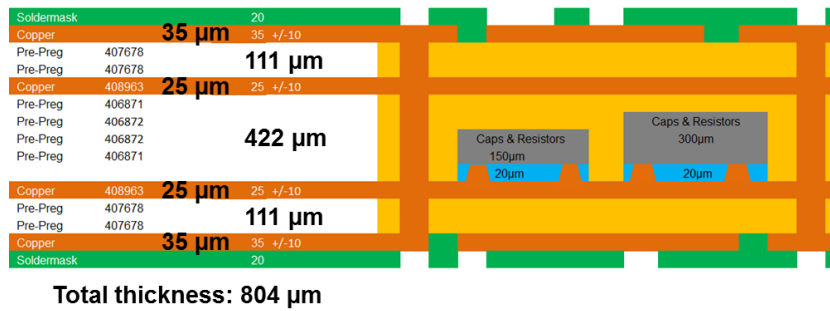 Soldermask 20
Copper 35 µm 35 +/-10
Pre-Preg 407678
111 µm
Pre-Preg 407678
Copper 408963 25 µm 25 +/-10
Pre-Preg 406871
Pre-Preg 406872
422 µm
Pre-Preg 406872
Pre-Preg 406871
Caps & Resistors
150µm
20µm
Caps & Resistors
300µm
20µm
Copper 408963 25 µm 25 +/-10
Pre-Preg 407678
111 µm
Pre-Preg 407678
Copper 35 µm 35 +/-10
Soldermask 20
Total thickness: 804 µm